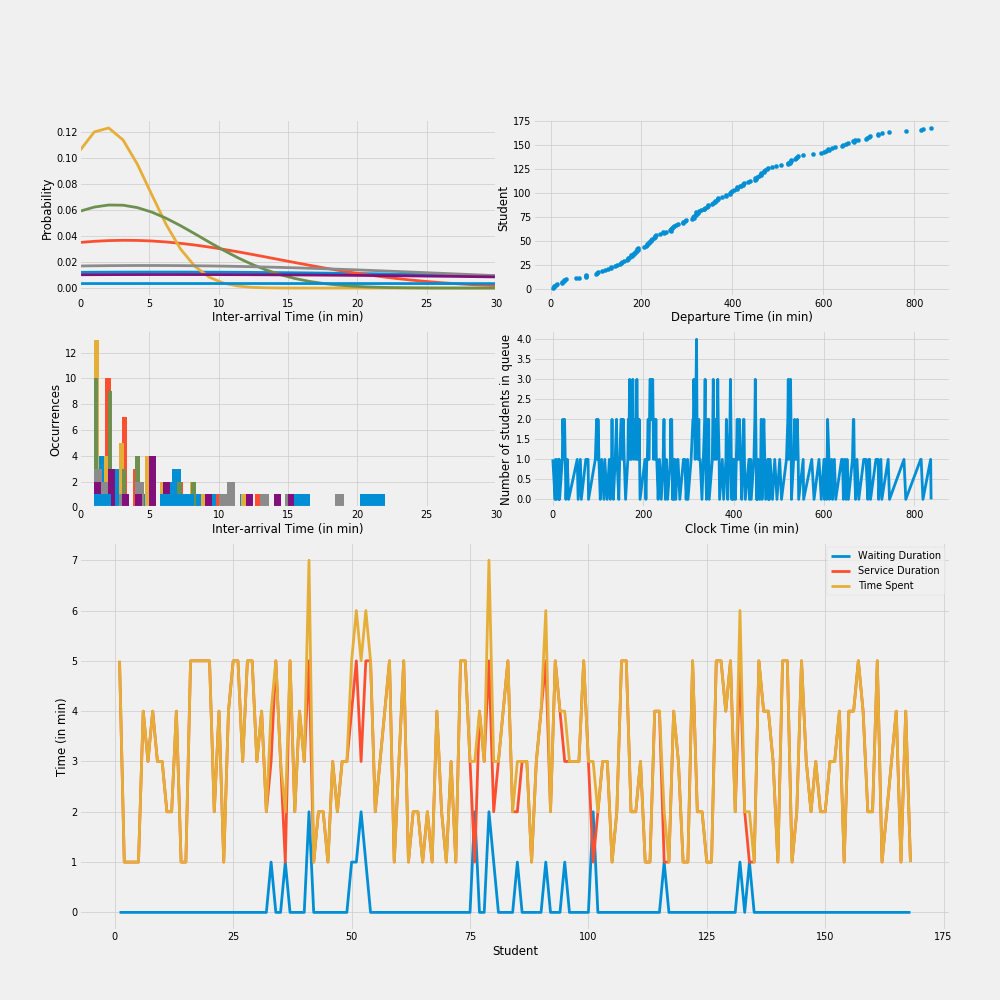 0.12
0.10
0.08
0.06
0.04
0.02
0.00
Probability
0 5 10 15 20 25 30
Inter-arrival Time (in min)
175
150
125
100
75
50
25
0
Student
0 200 400 600 800
Departure Time (in min)
12
10
8
6
4
2
0
Occurrences
0 5 10 15 20 25 30
Inter-arrival Time (in min)
4.0
3.5
3.0
2.5
2.0
1.5
1.0
0.5
0.0
Number of students in queue
0 200 400 600 800
Clock Time (in min)
7
6
5
4
3
2
1
0
Time (in min)
Waiting Duration
Service Duration
Time Spent
0 25 50 75 100 125 150 175
Student